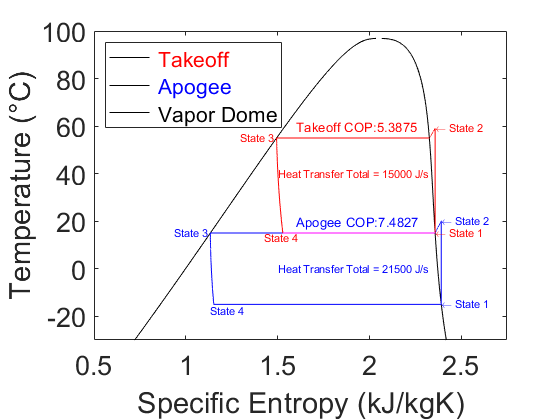 100
80
60
40
20
0
-20
Temperature (°C)
Takeoff
Apogee
Vapor Dome
Takeoff COP:5.3875
State 2
State 3
Heat Transfer Total = 15000 J/s
Apogee COP:7.4827
State 2
State 3
State 4
State 1
Heat Transfer Total = 21500 J/s
State 4
State 1
0.5
1
1.5
2
2.5
Specific Entropy (kJ/kgK)